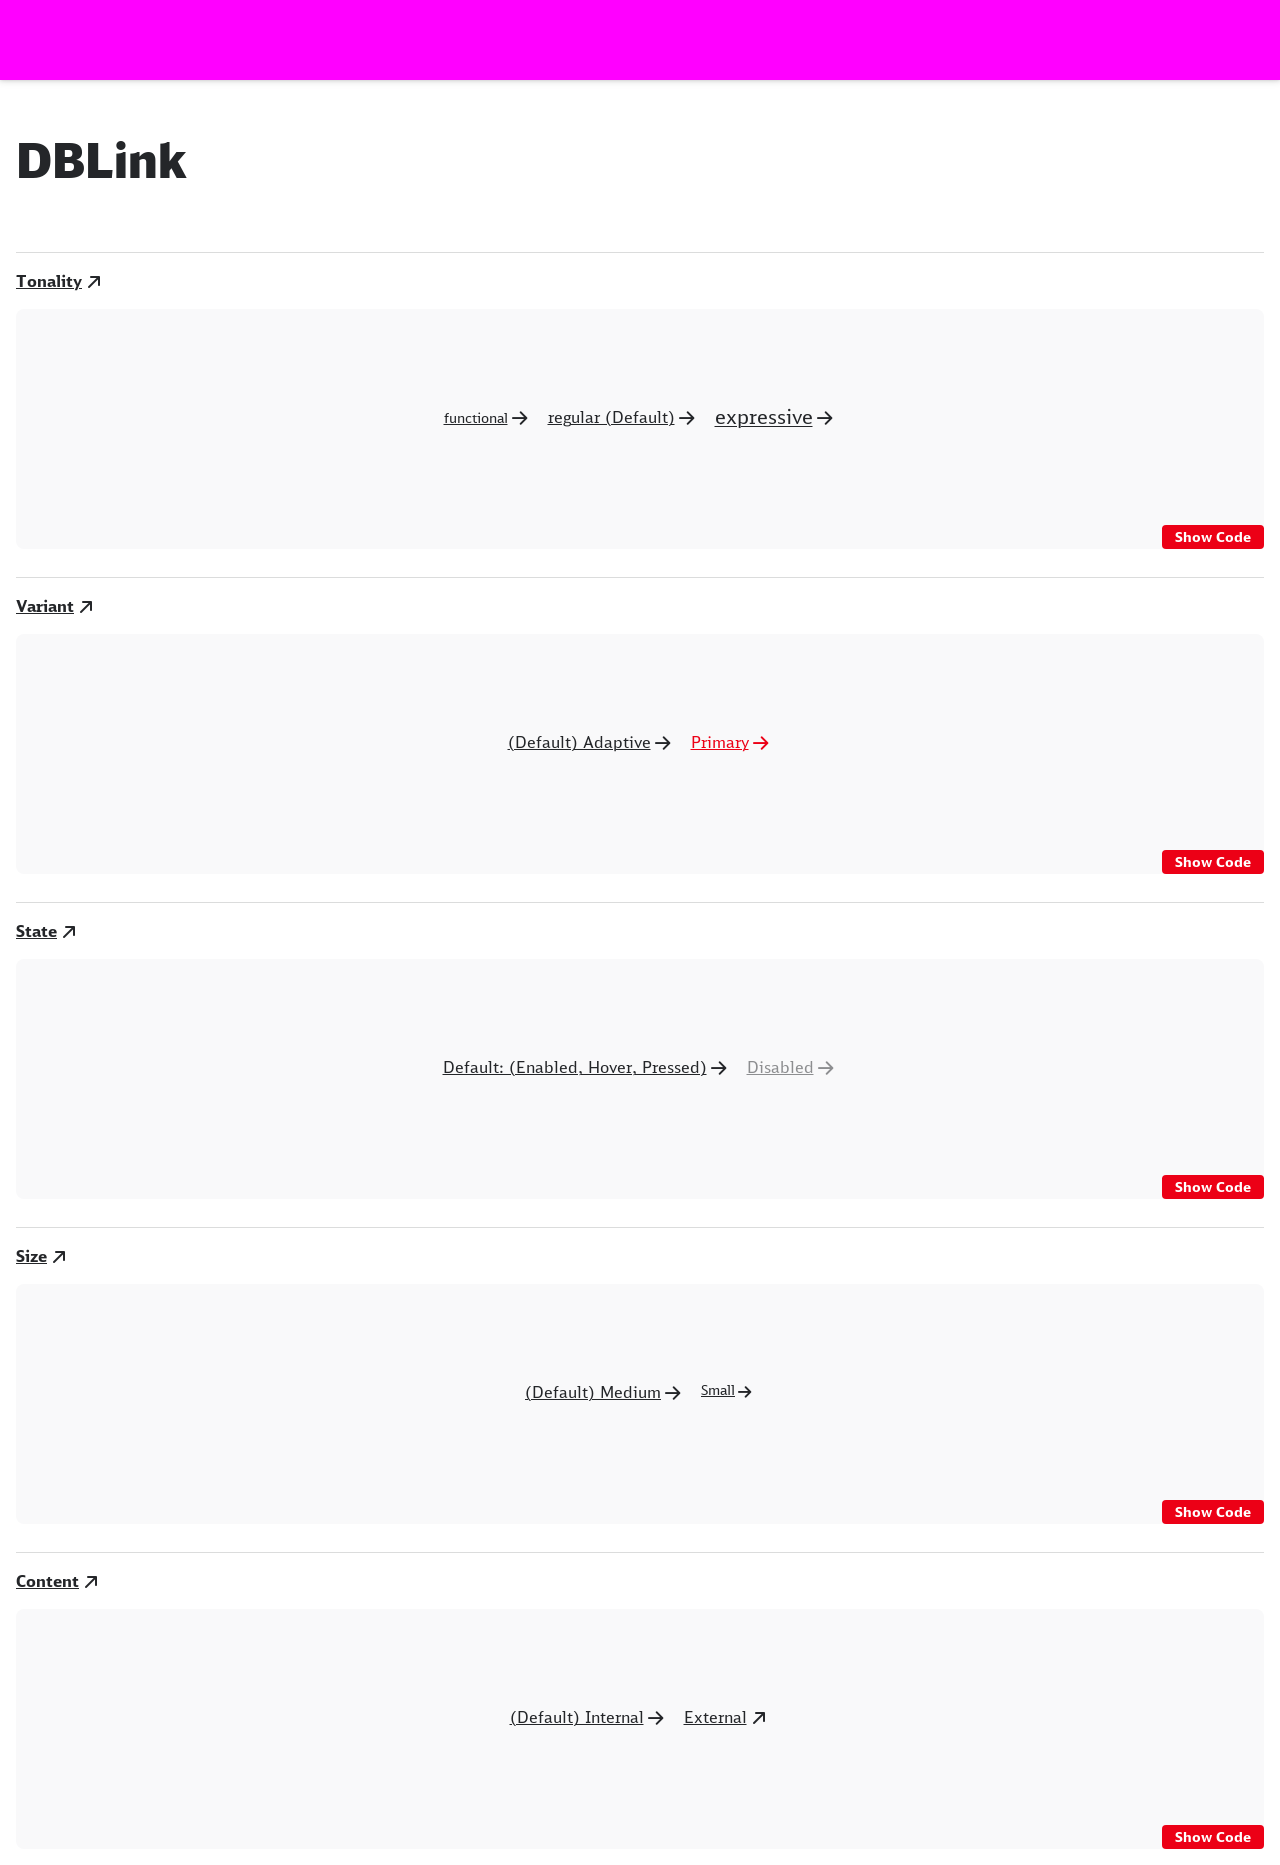 DBLink
Tonality
functional regular (Default) expressive
Show Code
Variant
(Default) Adaptive Primary
Show Code
State
Default: (Enabled, Hover, Pressed) Disabled
Show Code
Size
(Default) Medium Small
Show Code
Content
(Default) Internal External
Show Code